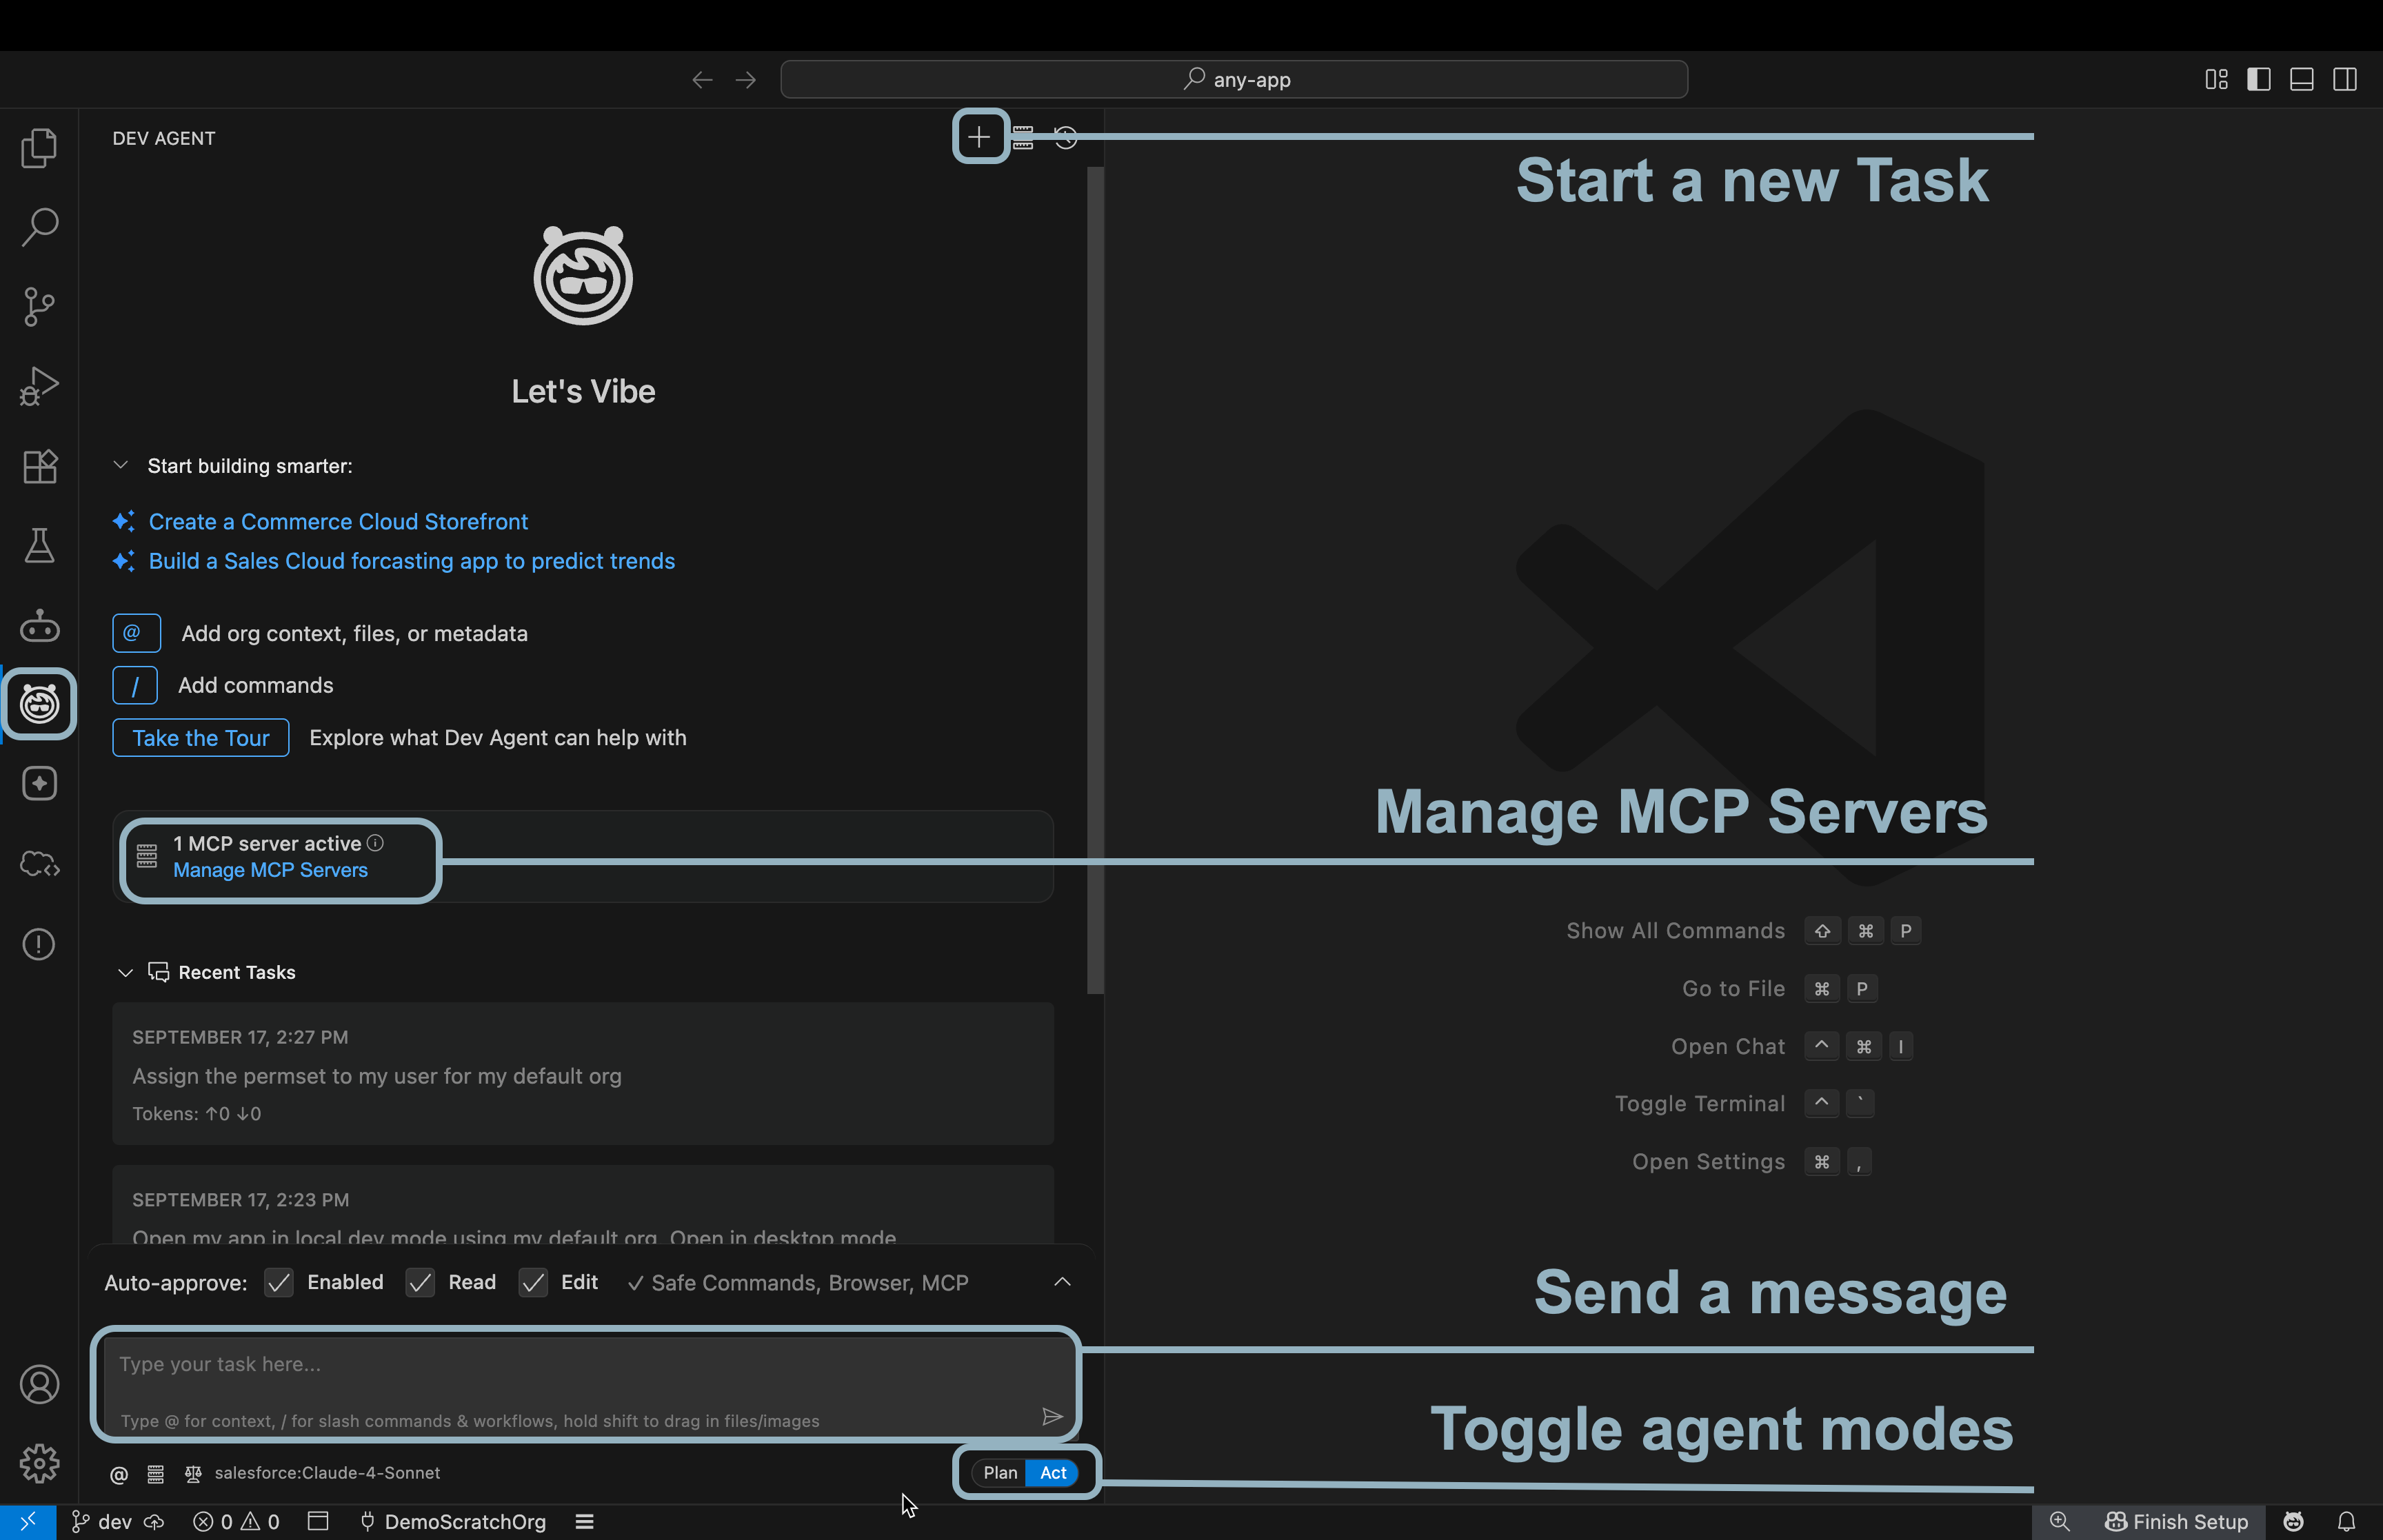 any-app
DEV AGENT
Start a new Task
Let's Vibe
Start building smarter:
Create a Commerce Cloud Storefront
Build a Sales Cloud forcasting app to predict trends
@ Add org context, files, or metadata
/ Add commands
Take the Tour Explore what Dev Agent can help with
Manage MCP Servers
1 MCP server active
Manage MCP Servers
Show All Commands ⇧ ⌘ P
Go to File ⌘ P
Open Chat ^ ⌘ I
Toggle Terminal ^ `
Open Settings ⌘ ,
Recent Tasks
SEPTEMBER 17, 2:27 PM
Assign the permset to my user for my default org
Tokens: ↑0 ↓0
SEPTEMBER 17, 2:23 PM
Open my app in local dev mode using my default org. Open in desktop mode
Auto-approve: Enabled Read Edit ✓ Safe Commands, Browser, MCP
Send a message
Type your task here...
Type @ for context, / for slash commands & workflows, hold shift to drag in files/images
Toggle agent modes
@ salesforce:Claude-4-Sonnet Plan Act
dev 0 0 DemoScratchOrg Finish Setup